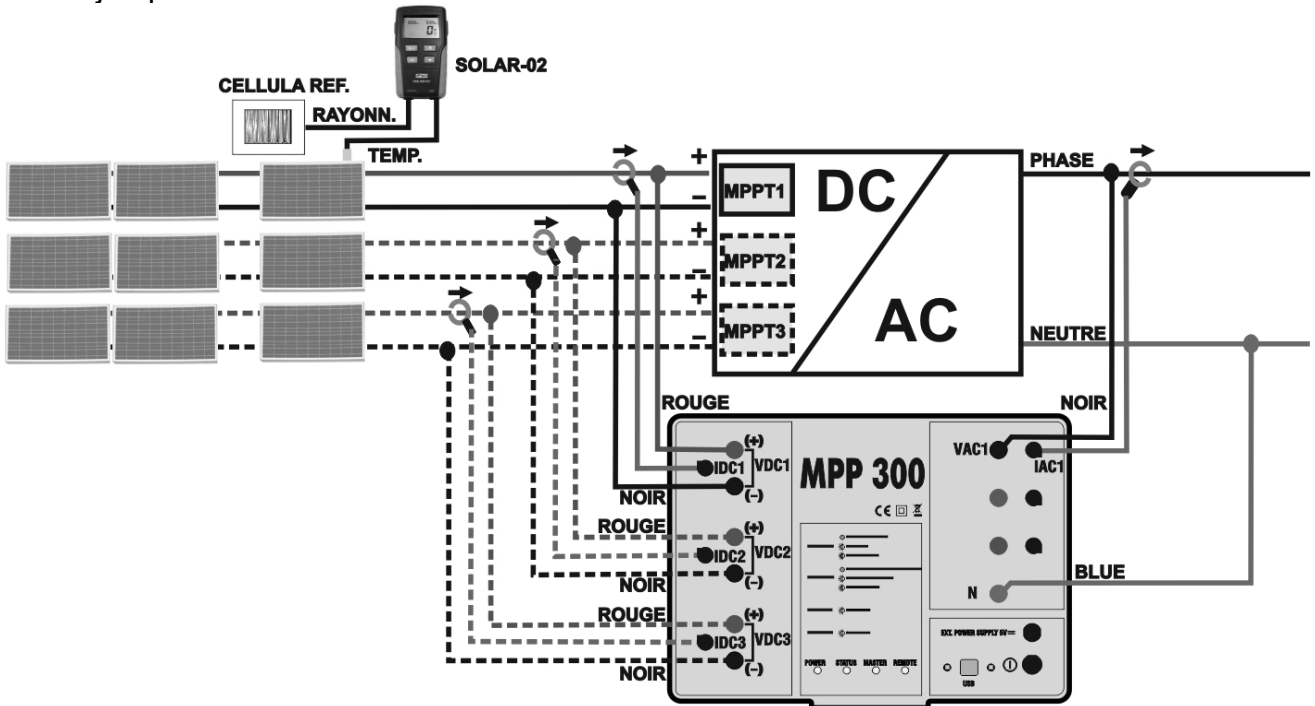 SOLAR-02
CELLULA REF.
RAYONN.
TEMP.
+
MPPT1
DC
PHASE
−
+
MPPT2
−
+
AC
MPPT3
−
NEUTRE
ROUGE
NOIR
(+)
VAC1
IDC1
VDC1
MPP 300
IAC1
NOIR
(−)
CE
ROUGE
(+)
IDC2
VDC2
NOIR
(−)
BLUE
N
ROUGE
(+)
IDC3
VDC3
EXT. POWER SUPPLY 5V
NOIR
(−)
POWER STATUS MASTER REMOTE
USB